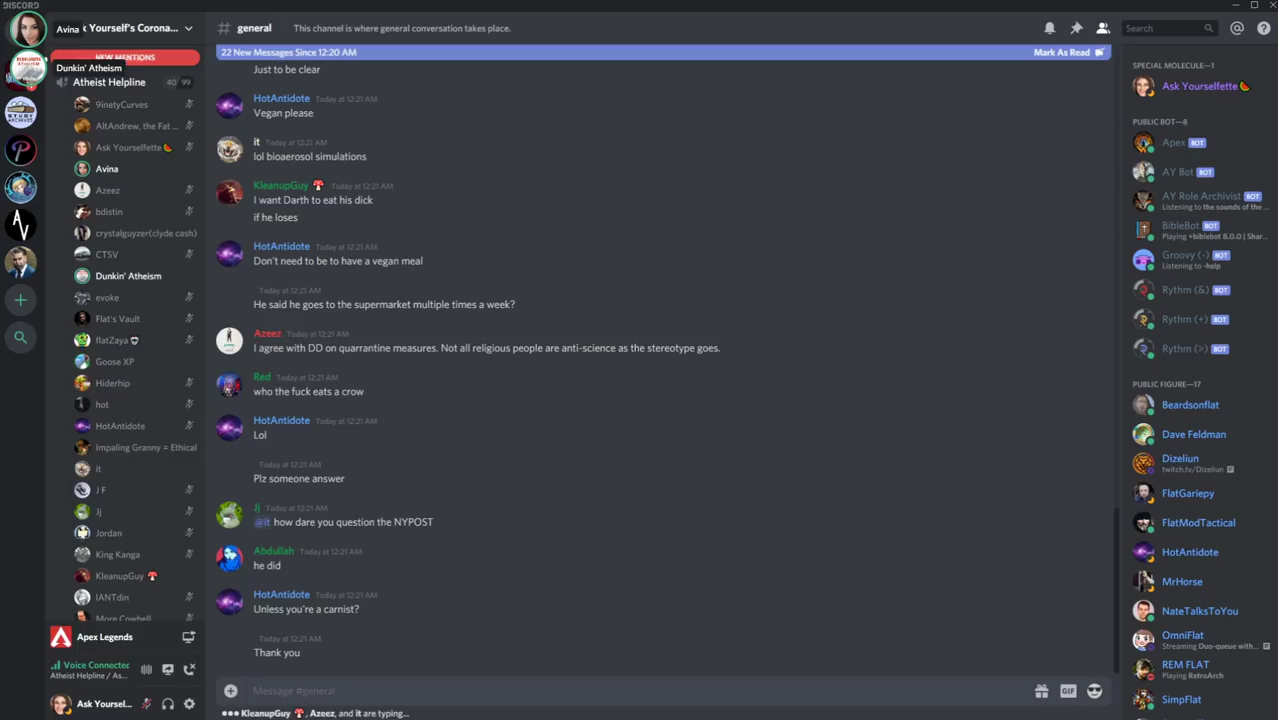 DISCORD
Avina
k Yourself's Corona...
general
This channel is where general conversation takes place.
Search
NEW MENTIONS
Dunkin' Atheism
Atheist Helpline
40 99
9inetyCurves
AltAndrew, the Fat ...
Ask Yourselfette
Avina
Azeez
bdistin
crystalguyzer(clyde cash)
CTSV
Dunkin' Atheism
evoke
Flat's Vault
flatZaya
Goose XP
Hiderhip
hot
HotAntidote
Impaling Granny = Ethical
it
J F
Jj
Jordan
King Kanga
KleanupGuy
IANTdin
More Cowbell
Apex Legends
Voice Connected
Atheist Helpline / As...
Ask Yoursel...
22 New Messages Since 12:20 AM
Mark As Read
Just to be clear
HotAntidote Today at 12:21 AM
Vegan please
it Today at 12:21 AM
lol bioaerosol simulations
KleanupGuy Today at 12:21 AM
I want Darth to eat his dick
if he loses
HotAntidote Today at 12:21 AM
Don't need to be to have a vegan meal
Today at 12:21 AM
He said he goes to the supermarket multiple times a week?
Azeez Today at 12:21 AM
I agree with DD on quarrantine measures. Not all religious people are anti-science as the stereotype goes.
Red Today at 12:21 AM
who the fuck eats a crow
HotAntidote Today at 12:21 AM
Lol
Today at 12:21 AM
Plz someone answer
Jj Today at 12:21 AM
@it how dare you question the NYPOST
Abdullah Today at 12:21 AM
he did
HotAntidote Today at 12:21 AM
Unless you're a carnist?
Today at 12:21 AM
Thank you
Message #general
GIF
KleanupGuy, Azeez, and it are typing...
SPECIAL MOLECULE—1
Ask Yourselfette
PUBLIC BOT—8
Apex BOT
AY Bot BOT
AY Role Archivist BOT
Listening to the sounds of the...
BibleBot BOT
Playing +biblebot 8.0.0 | Shar...
Groovy (-) BOT
Listening to -help
Rythm (&) BOT
Rythm (+) BOT
Rythm (>) BOT
PUBLIC FIGURE—17
Beardsonflat
Dave Feldman
Dizeliun
twitch.tv/Dizeliun
FlatGariepy
FlatModTactical
HotAntidote
MrHorse
NateTalksToYou
OmniFlat
Streaming Duo-queue with...
REM FLAT
Playing RetroArch
SimpFlat